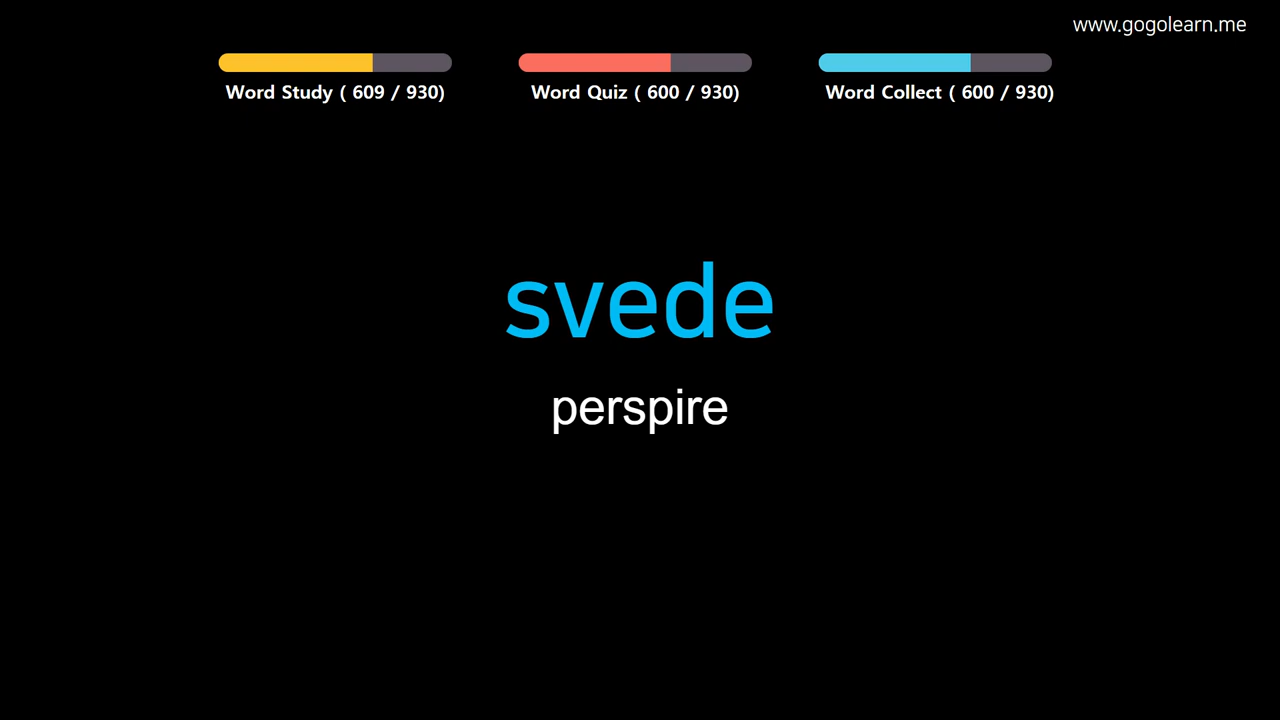 www.gogolearn.me
Word Study ( 609 / 930)
Word Quiz ( 600 / 930)
Word Collect ( 600 / 930)
svede
perspire